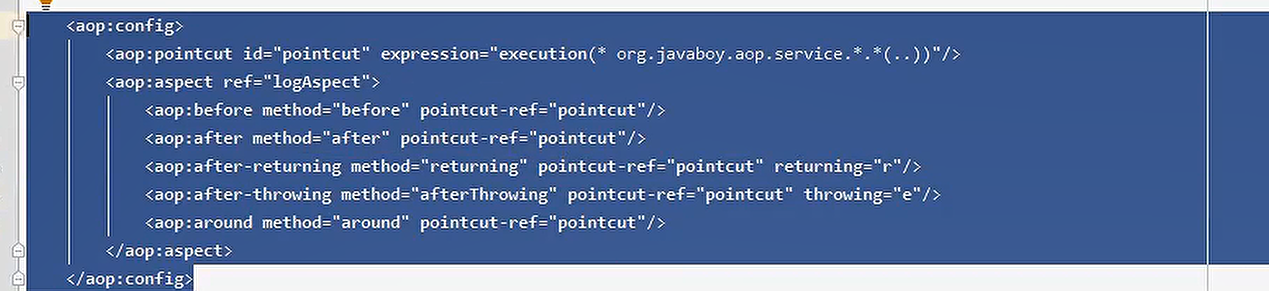 <aop:config>
<aop:pointcut id="pointcut" expression="execution(* org.javaboy.aop.service.*.*(..))"/>
<aop:aspect ref="logAspect">
<aop:before method="before" pointcut-ref="pointcut"/>
<aop:after method="after" pointcut-ref="pointcut"/>
<aop:after-returning method="returning" pointcut-ref="pointcut" returning="r"/>
<aop:after-throwing method="afterThrowing" pointcut-ref="pointcut" throwing="e"/>
<aop:around method="around" pointcut-ref="pointcut"/>
</aop:aspect>
</aop:config>